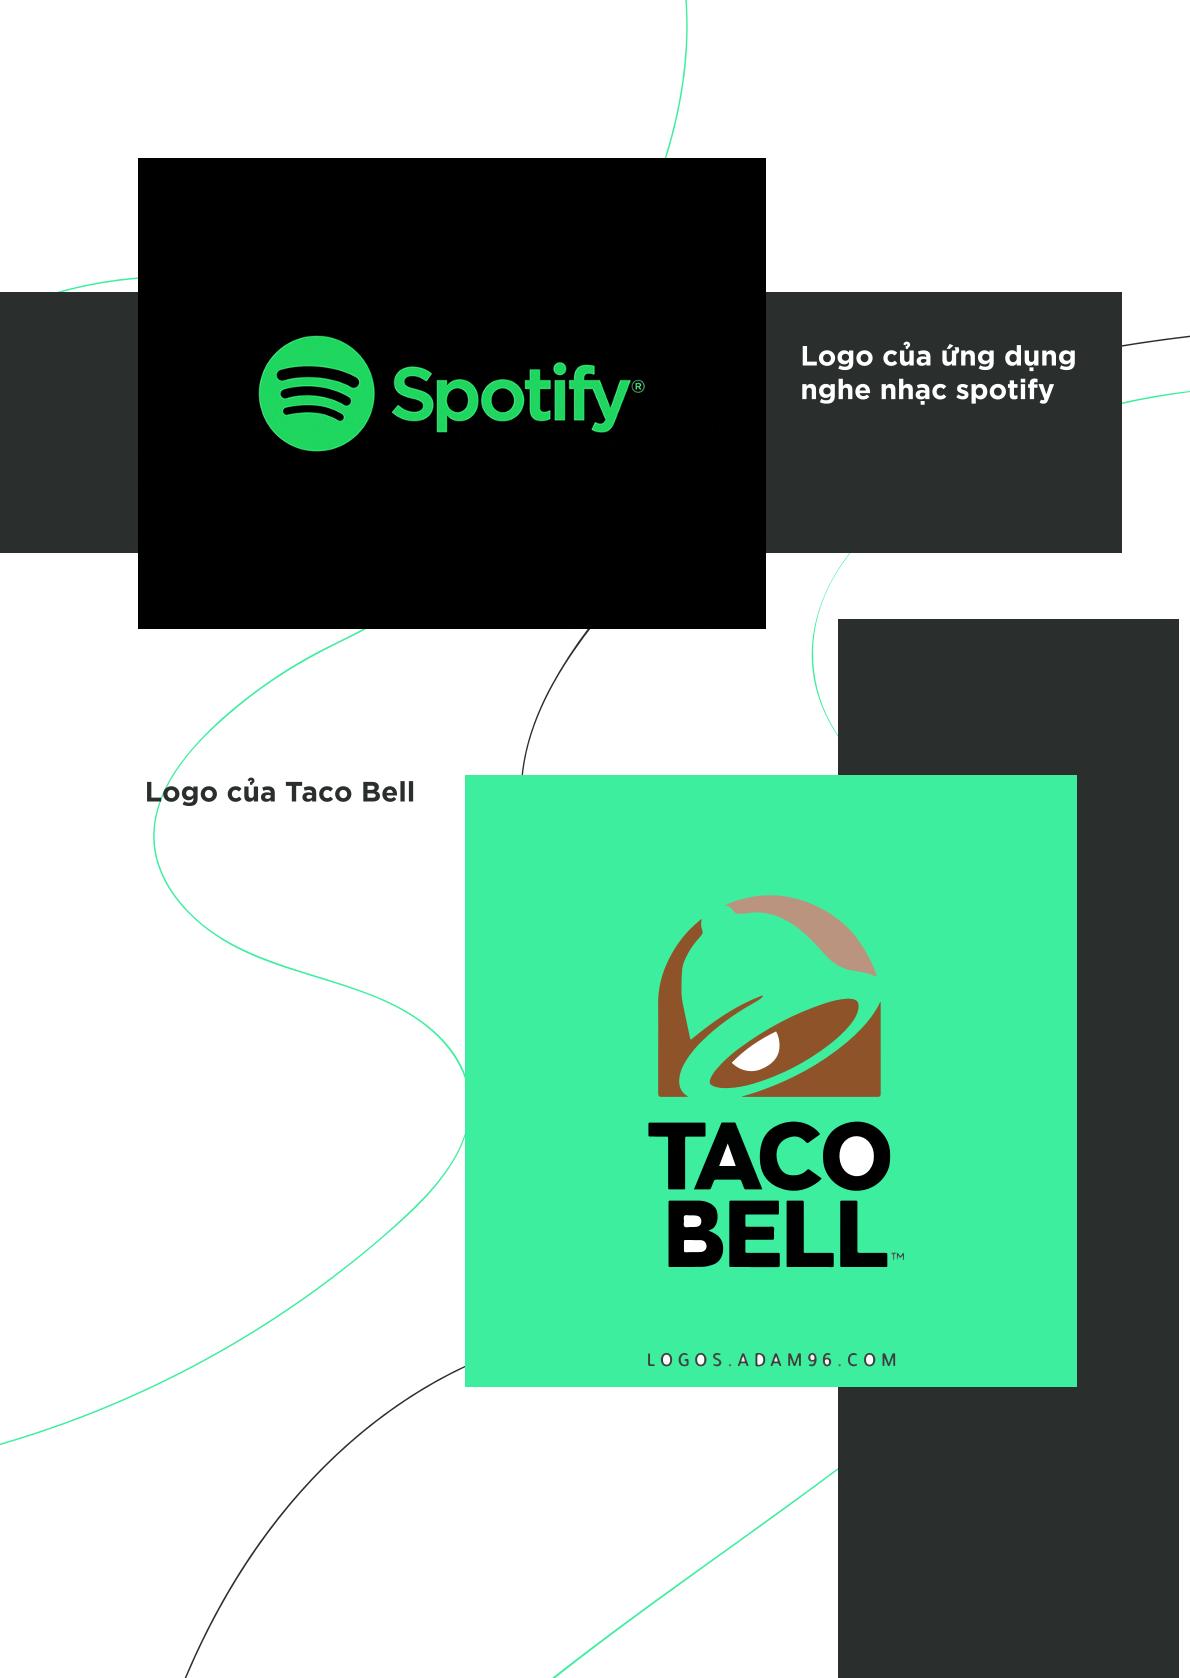 Spotify®
Logo của ứng dụng
nghe nhạc spotify
Logo của Taco Bell
TACO
BELL™
LOGOS.ADAM96.COM